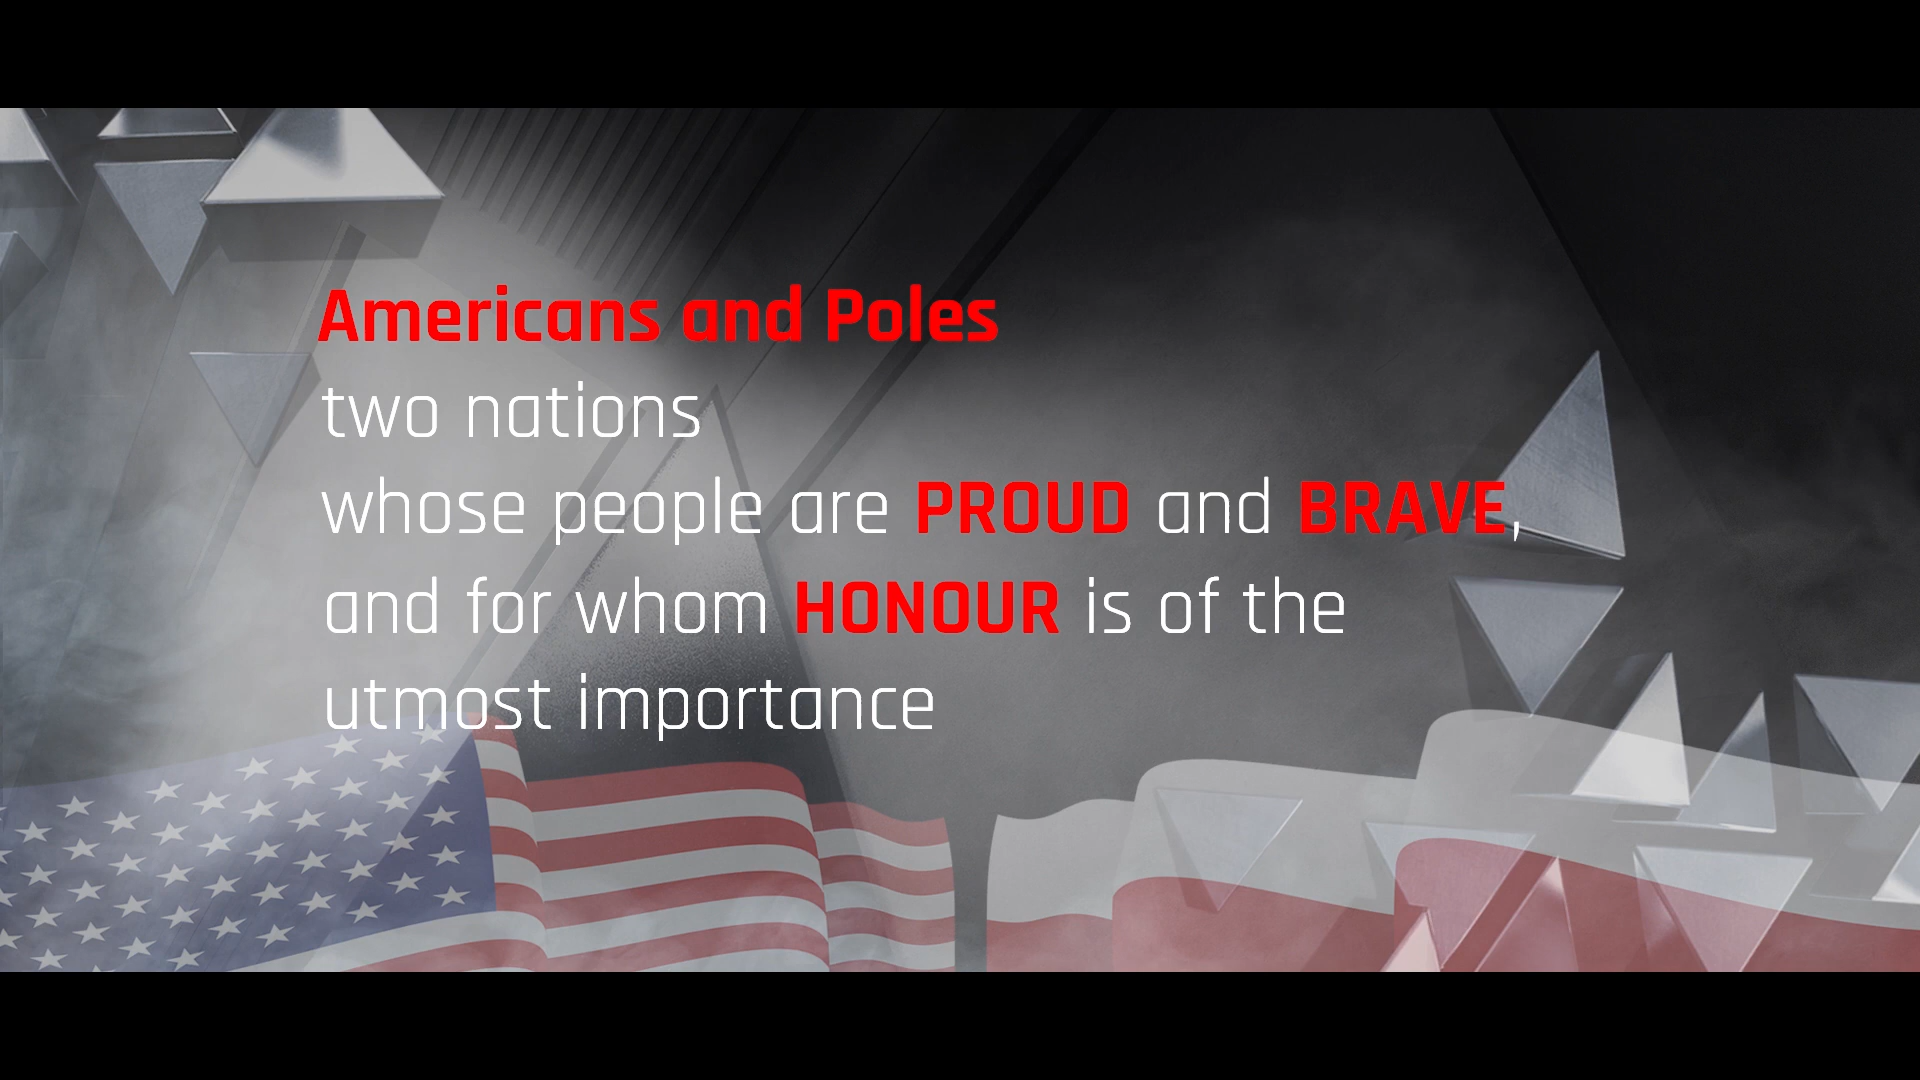 Americans and Poles
two nations
whose people are PROUD and BRAVE,
and for whom HONOUR is of the
utmost importance